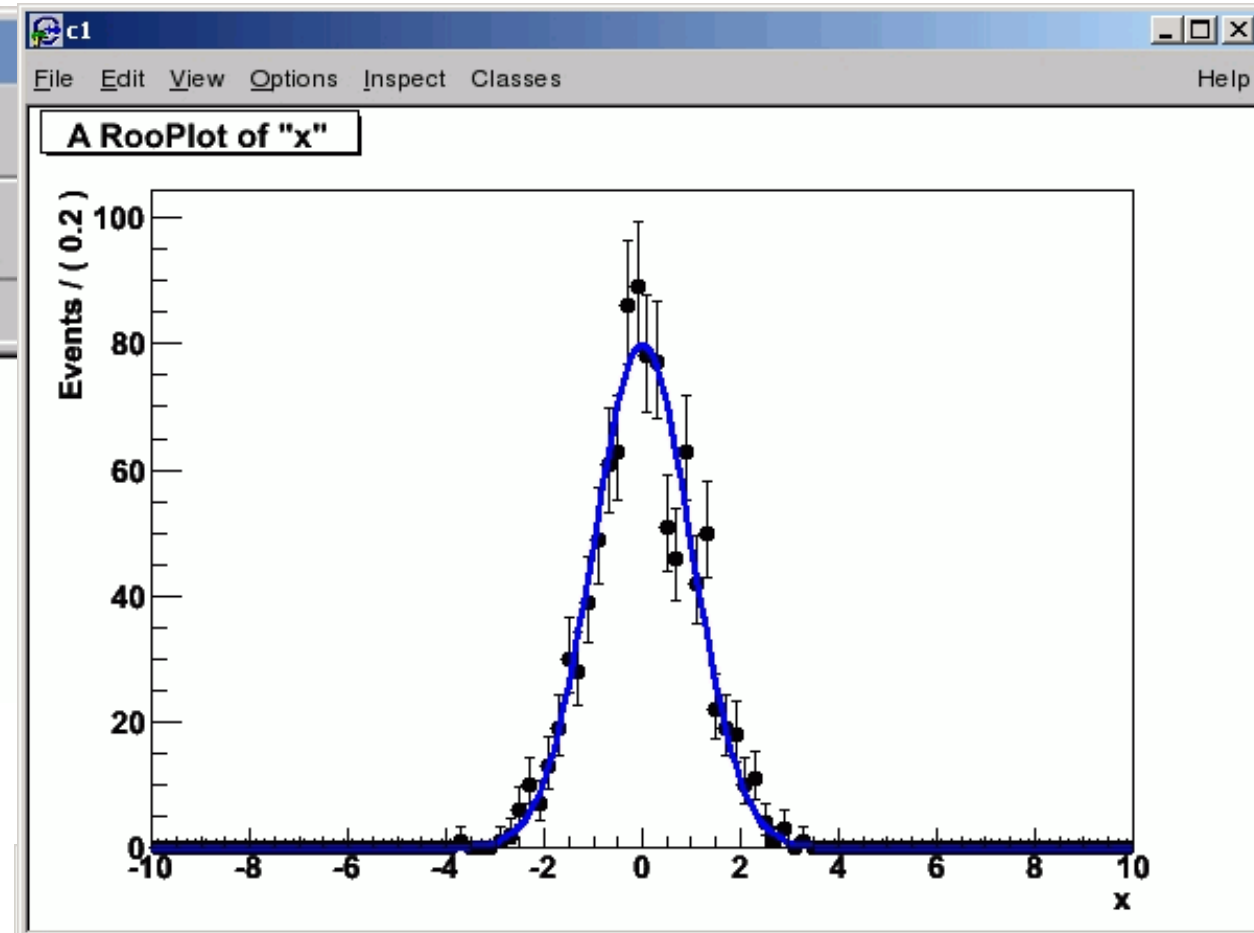 c1
File Edit View Options Inspect Classes Help
A RooPlot of "x"
Events / ( 0.2 )
100
80
60
40
20
0
-10 -8 -6 -4 -2 0 2 4 6 8 10
x